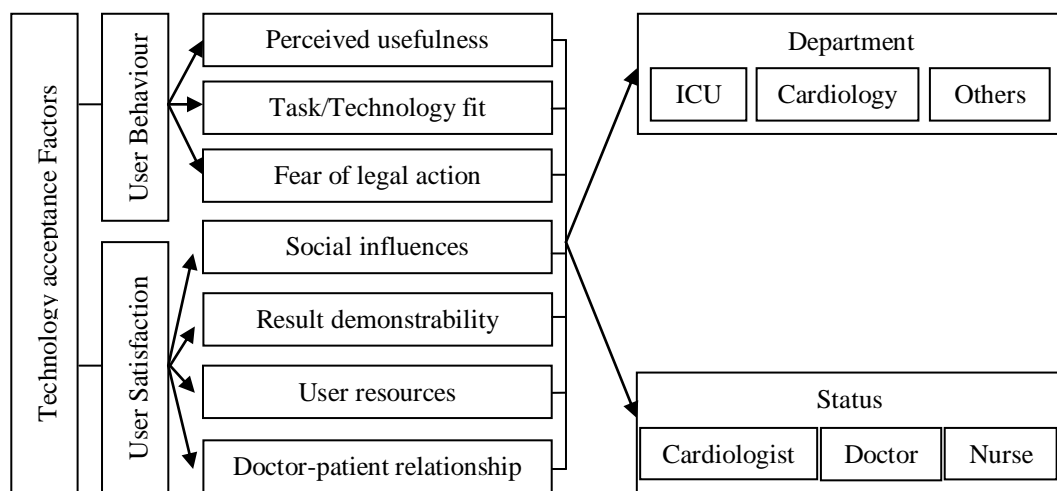 Technology acceptance Factors
User Behaviour
User Satisfaction
Perceived usefulness
Task/Technology fit
Fear of legal action
Social influences
Result demonstrability
User resources
Doctor-patient relationship
Department
ICU
Cardiology
Others
Status
Cardiologist
Doctor
Nurse